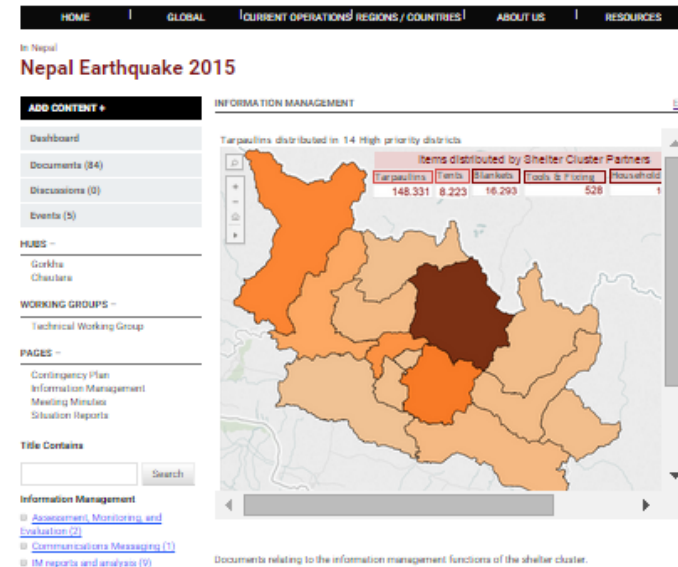 HOME GLOBAL CURRENT OPERATIONS REGIONS / COUNTRIES ABOUT US RESOURCES
In Nepal
Nepal Earthquake 2015
ADD CONTENT +
Dashboard
Documents (84)
Discussions (0)
Events (5)
HUBS –
Gorkha
Chautara
WORKING GROUPS –
Technical Working Group
PAGES –
Contingency Plan
Information Management
Meeting Minutes
Situation Reports
Title Contains
Search
Information Management
Assessment, Monitoring, and
Evaluation (2)
Communications Messaging (1)
IM reports and analysis (9)
INFORMATION MANAGEMENT
Tarpaulins distributed in 14 High priority districts
Items distributed by Shelter Cluster Partners
Tarpaulins Tents Blankets Tools & Fixing Household
148.331 8.223 16.293 528 1
Documents relating to the information management functions of the shelter cluster.